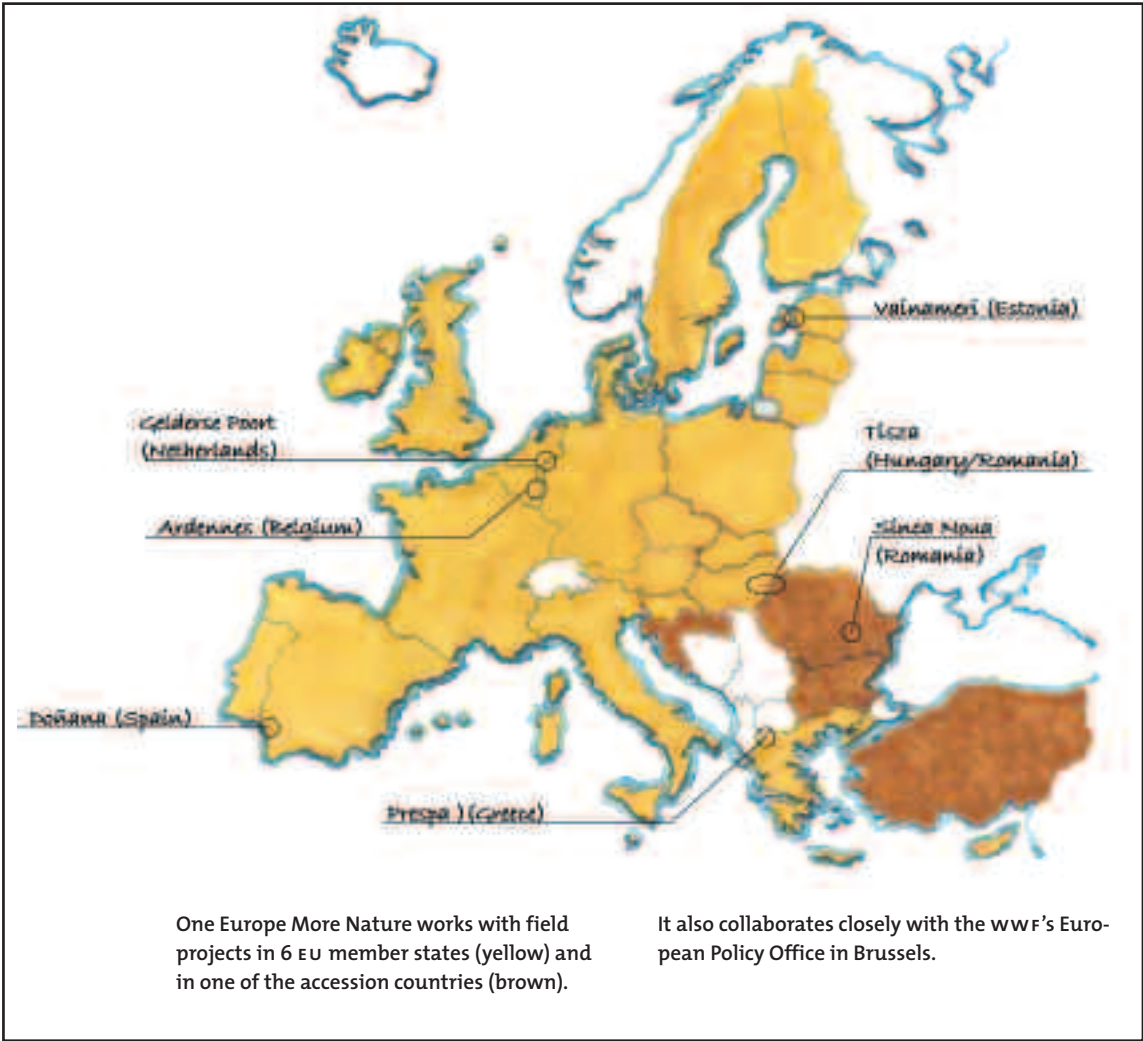 Vainameri (Estonia)
Gelderse Poort
(Netherlands)
Tisza
(Hungary/Romania)
Ardennes (Belgium)
Sinca Noua
(Romania)
Doñana (Spain)
Prespa ) (Greece)
One Europe More Nature works with field
projects in 6 EU member states (yellow) and
in one of the accession countries (brown).
It also collaborates closely with the WWF's Euro-
pean Policy Office in Brussels.